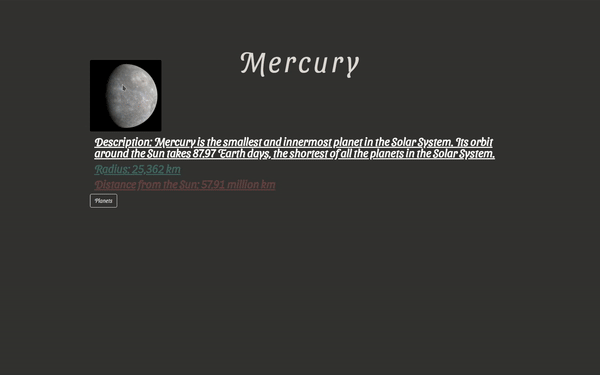 Mercury
Description: Mercury is the smallest and innermost planet in the Solar System. Its orbit
around the Sun takes 87.97 Earth days, the shortest of all the planets in the Solar System.
Radius: 25,362 km
Distance from the Sun: 57.91 million km
Planets